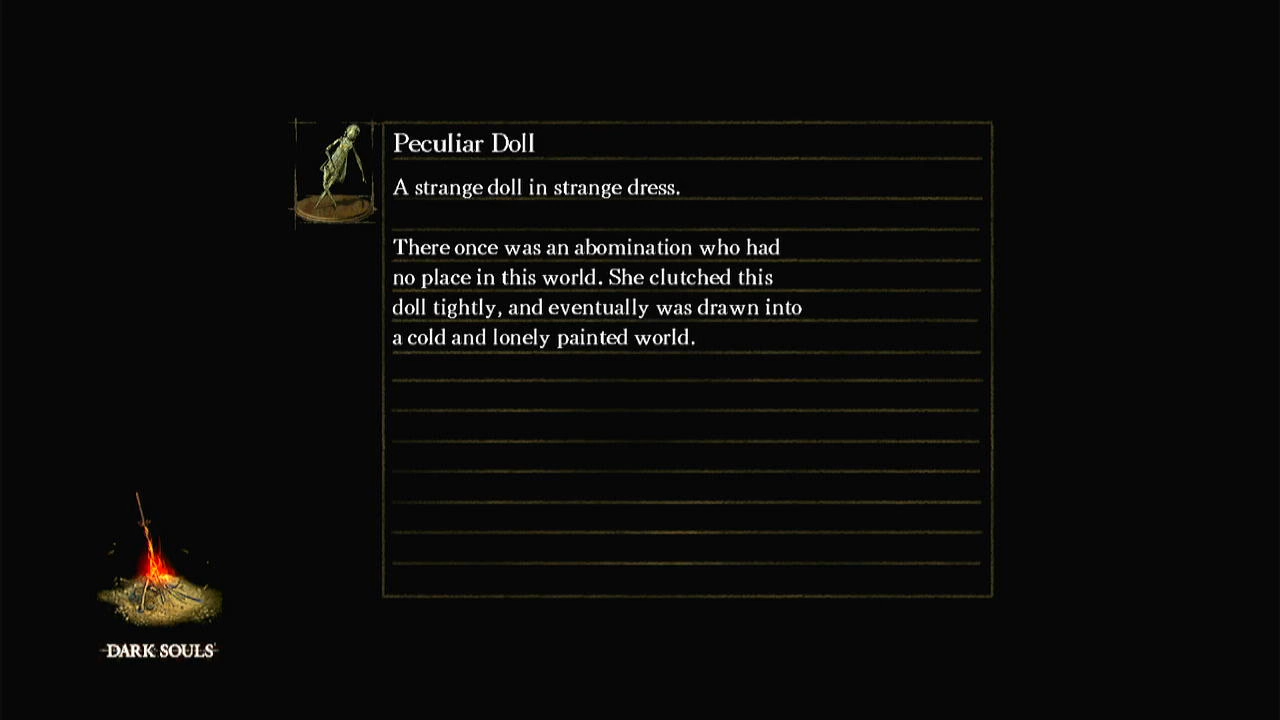 Peculiar Doll
A strange doll in strange dress.
There once was an abomination who had
no place in this world. She clutched this
doll tightly, and eventually was drawn into
a cold and lonely painted world.
DARK SOULS